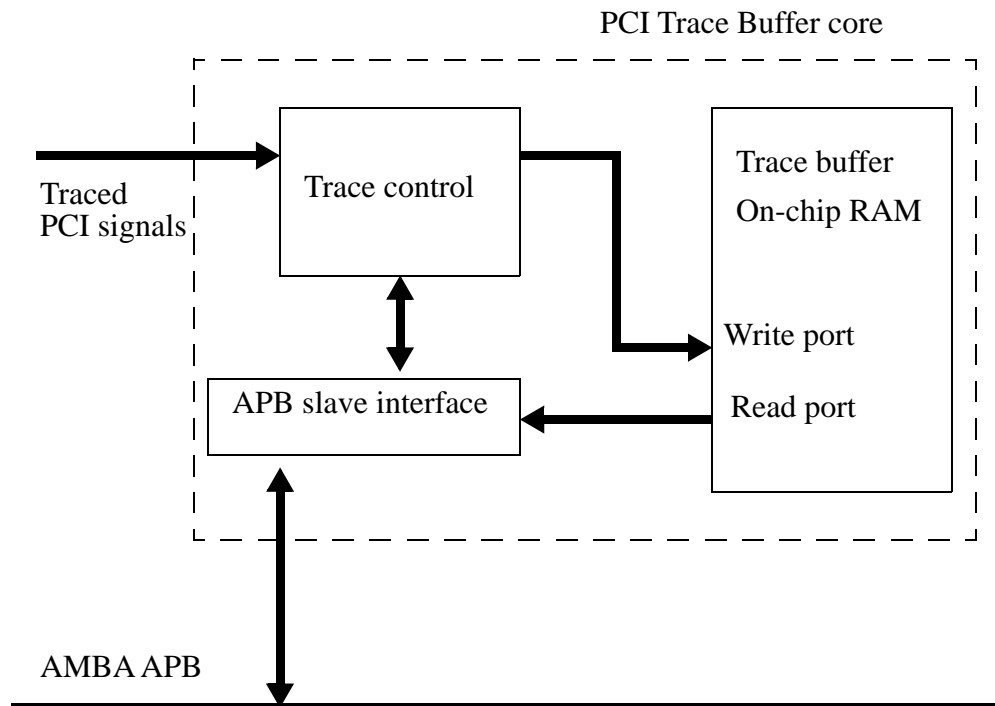 PCI Trace Buffer core
Trace control
Trace buffer
On-chip RAM
Traced
PCI signals
Write port
APB slave interface
Read port
AMBA APB